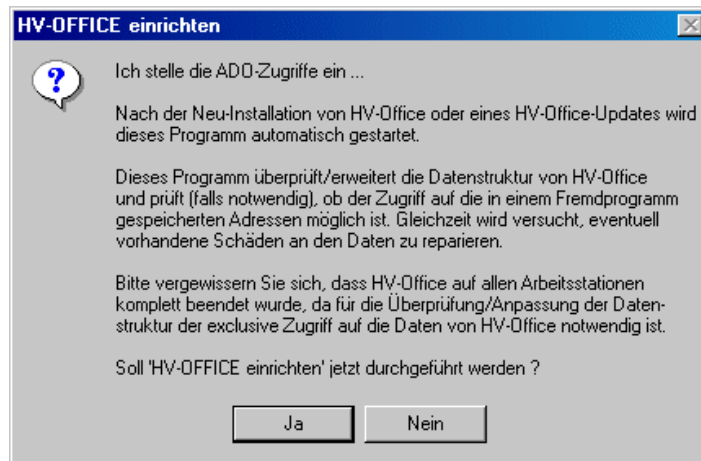 HV-OFFICE einrichten
Ich stelle die ADO-Zugriffe ein ...
Nach der Neu-Installation von HV-Office oder eines HV-Office-Updates wird
dieses Programm automatisch gestartet.
Dieses Programm überprüft/erweitert die Datenstruktur von HV-Office
und prüft (falls notwendig), ob der Zugriff auf die in einem Fremdprogramm
gespeicherten Adressen möglich ist. Gleichzeit wird versucht, eventuell
vorhandene Schäden an den Daten zu reparieren.
Bitte vergewissern Sie sich, dass HV-Office auf allen Arbeitsstationen
komplett beendet wurde, da für die Überprüfung/Anpassung der Daten-
struktur der exclusive Zugriff auf die Daten von HV-Office notwendig ist.
Soll 'HV-OFFICE einrichten' jetzt durchgeführt werden ?
Ja
Nein